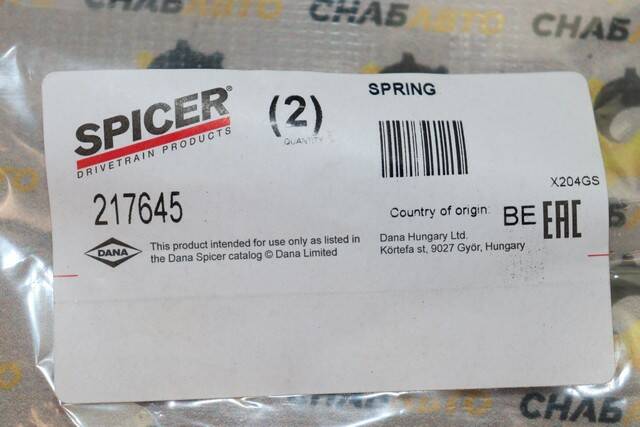 СНАБАВТО
СНАБ
SPICER®
DRIVETRAIN PRODUCTS
(2)
QUANTITY
SPRING
X204GS
217645
Country of origin: BE EAC
DANA
This product intended for use only as listed in
the Dana Spicer catalog © Dana Limited
Dana Hungary Ltd.
Körtefa st, 9027 Győr, Hungary
СНАБ